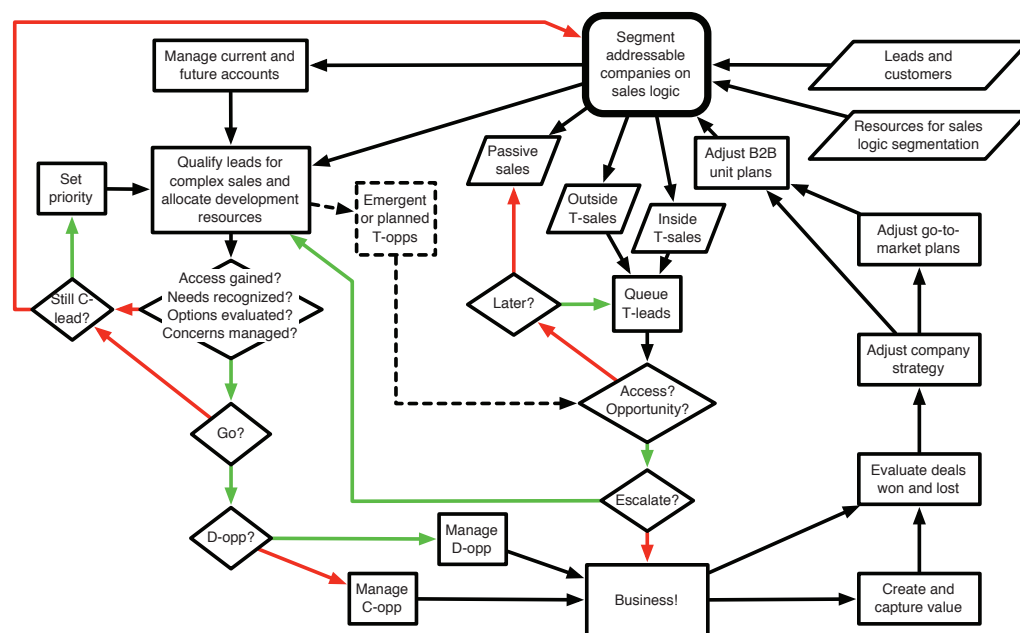 Segment
addressable
companies on
sales logic
Manage current and
future accounts
Leads and
customers
Resources for sales
logic segmentation
Passive
sales
Adjust B2B
unit plans
Set
priority
Qualify leads for
complex sales and
allocate development
resources
Emergent
or planned
T-opps
Outside
T-sales
Inside
T-sales
Adjust go-to-
market plans
Access gained?
Needs recognized?
Options evaluated?
Concerns managed?
Still C-
lead?
Later?
Queue
T-leads
Adjust company
strategy
Access?
Opportunity?
Go?
Evaluate deals
won and lost
Escalate?
D-opp?
Manage
D-opp
Manage
C-opp
Business!
Create and
capture value